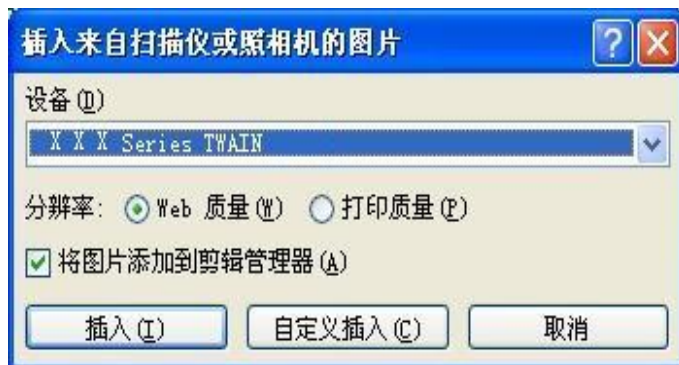 插入来自扫描仪或照相机的图片
?
设备(D)
X X X Series TWAIN
分辨率: Web 质量(W) 打印质量(P)
将图片添加到剪辑管理器(A)
插入(I) 自定义插入(C) 取消